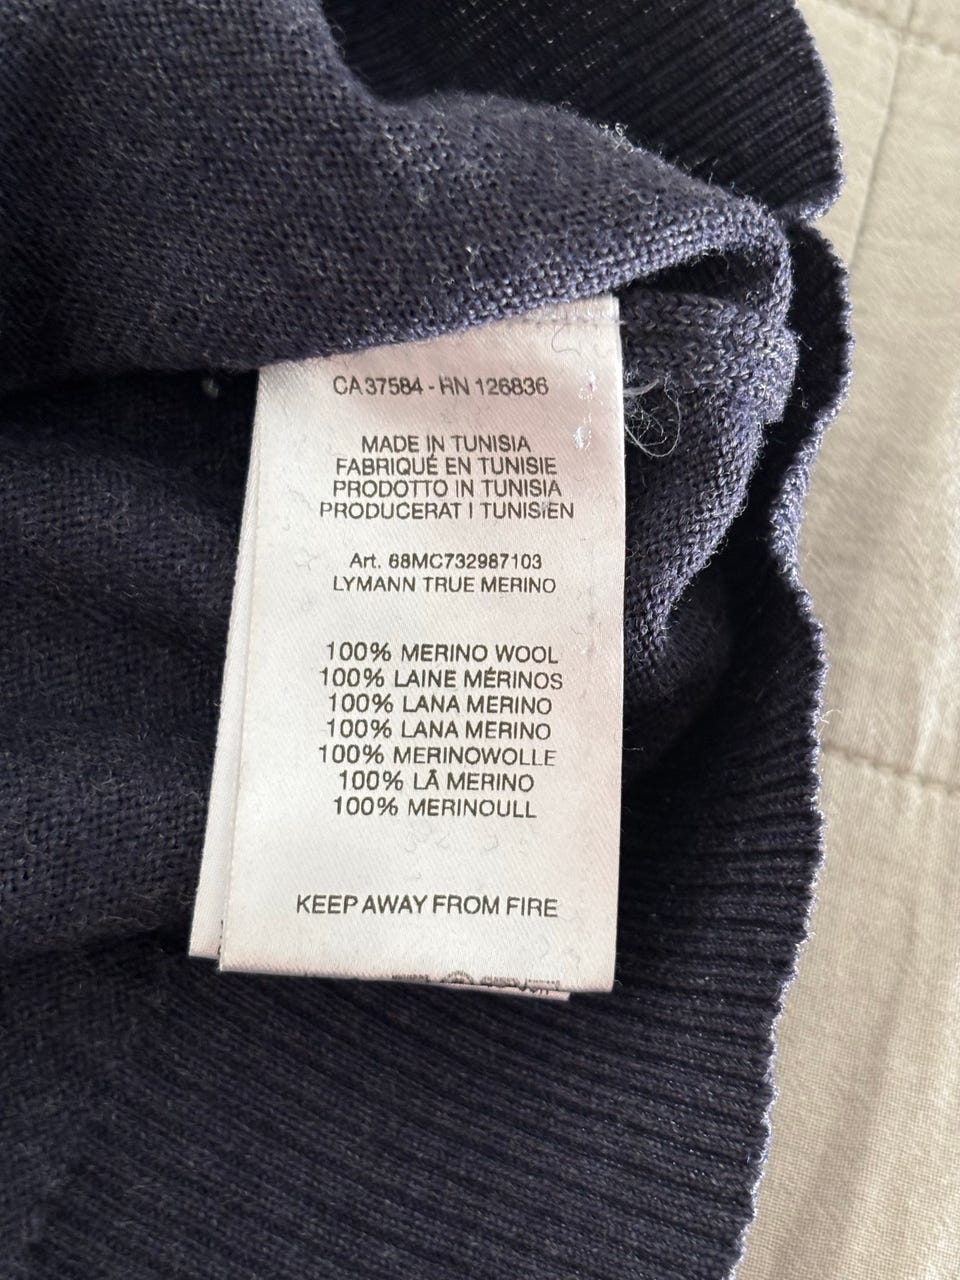 CA 37584 - RN 126836
MADE IN TUNISIA
FABRIQUÉ EN TUNISIE
PRODOTTO IN TUNISIA
PRODUCERAT I TUNISIEN
Art. 68MC732987103
LYMANN TRUE MERINO
100% MERINO WOOL
100% LAINE MÉRINOS
100% LANA MERINO
100% LANA MERINO
100% MERINOWOLLE
100% LÃ MERINO
100% MERINOULL
KEEP AWAY FROM FIRE